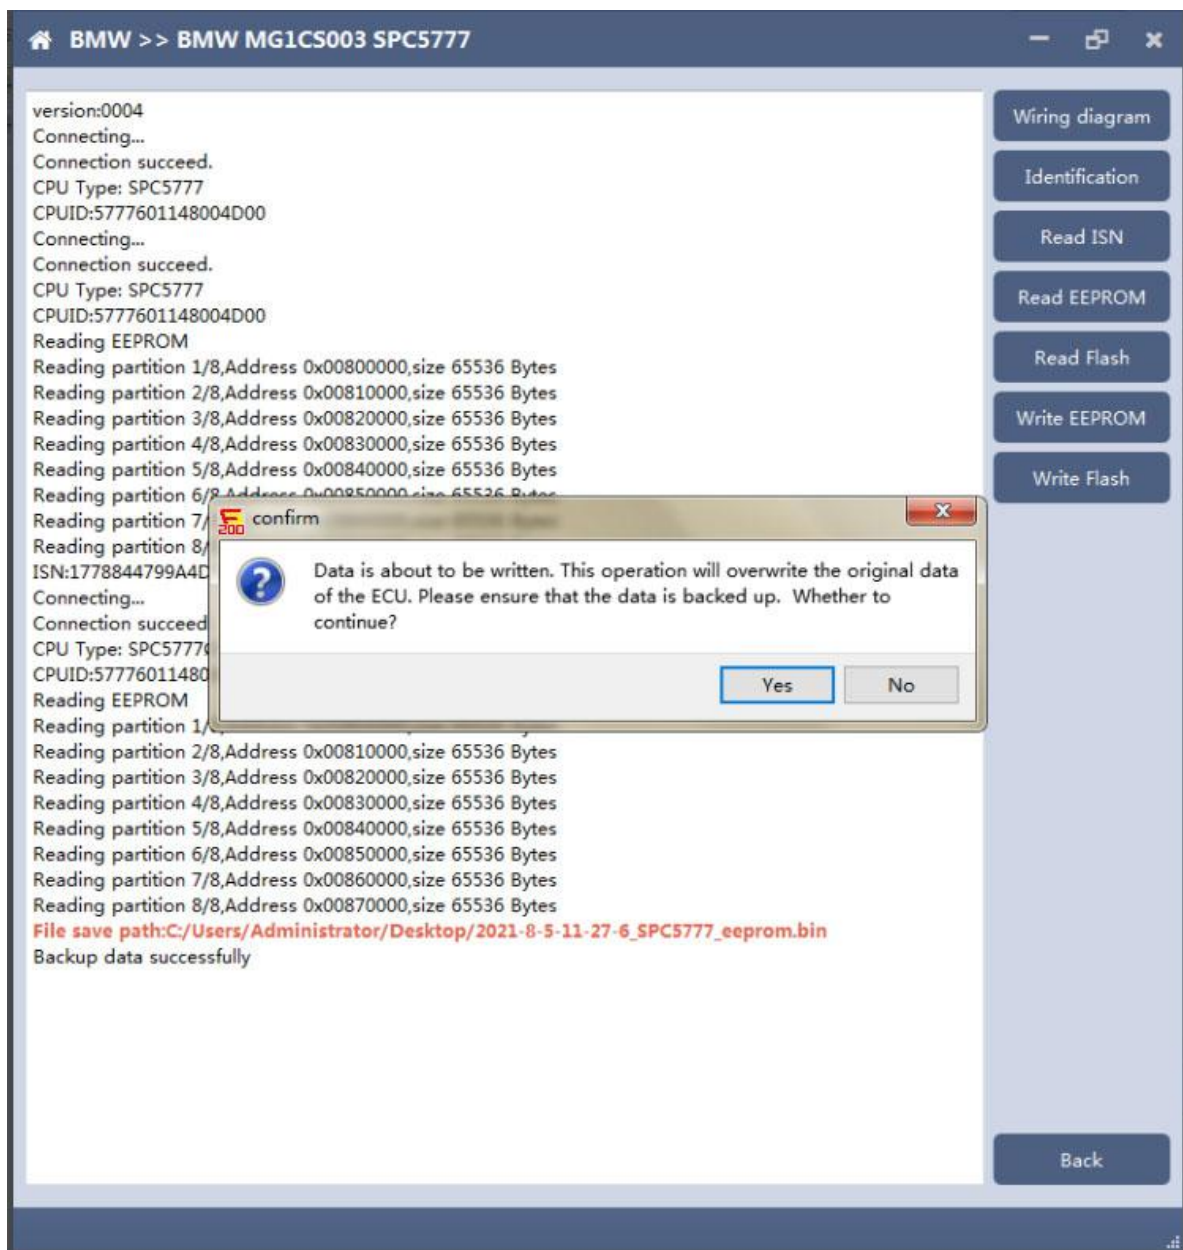 BMW >> BMW MG1CS003 SPC5777
version:0004
Connecting...
Connection succeed.
CPU Type: SPC5777
CPUID:5777601148004D00
Connecting...
Connection succeed.
CPU Type: SPC5777
CPUID:5777601148004D00
Reading EEPROM
Reading partition 1/8,Address 0x00800000,size 65536 Bytes
Reading partition 2/8,Address 0x00810000,size 65536 Bytes
Reading partition 3/8,Address 0x00820000,size 65536 Bytes
Reading partition 4/8,Address 0x00830000,size 65536 Bytes
Reading partition 5/8,Address 0x00840000,size 65536 Bytes
Reading partition 6/8,Address 0x00850000,size 65536 Bytes
Reading partition 7/
Reading partition 8/
ISN:1778844799A4D
Connecting...
Connection succeed
CPU Type: SPC5777
CPUID:57776011480
Reading EEPROM
Reading partition 1/
Reading partition 2/8,Address 0x00810000,size 65536 Bytes
Reading partition 3/8,Address 0x00820000,size 65536 Bytes
Reading partition 4/8,Address 0x00830000,size 65536 Bytes
Reading partition 5/8,Address 0x00840000,size 65536 Bytes
Reading partition 6/8,Address 0x00850000,size 65536 Bytes
Reading partition 7/8,Address 0x00860000,size 65536 Bytes
Reading partition 8/8,Address 0x00870000,size 65536 Bytes
File save path:C:/Users/Administrator/Desktop/2021-8-5-11-27-6_SPC5777_eeprom.bin
Backup data successfully
F
200
confirm
Data is about to be written. This operation will overwrite the original data
of the ECU. Please ensure that the data is backed up. Whether to
continue?
Yes
No
Wiring diagram
Identification
Read ISN
Read EEPROM
Read Flash
Write EEPROM
Write Flash
Back